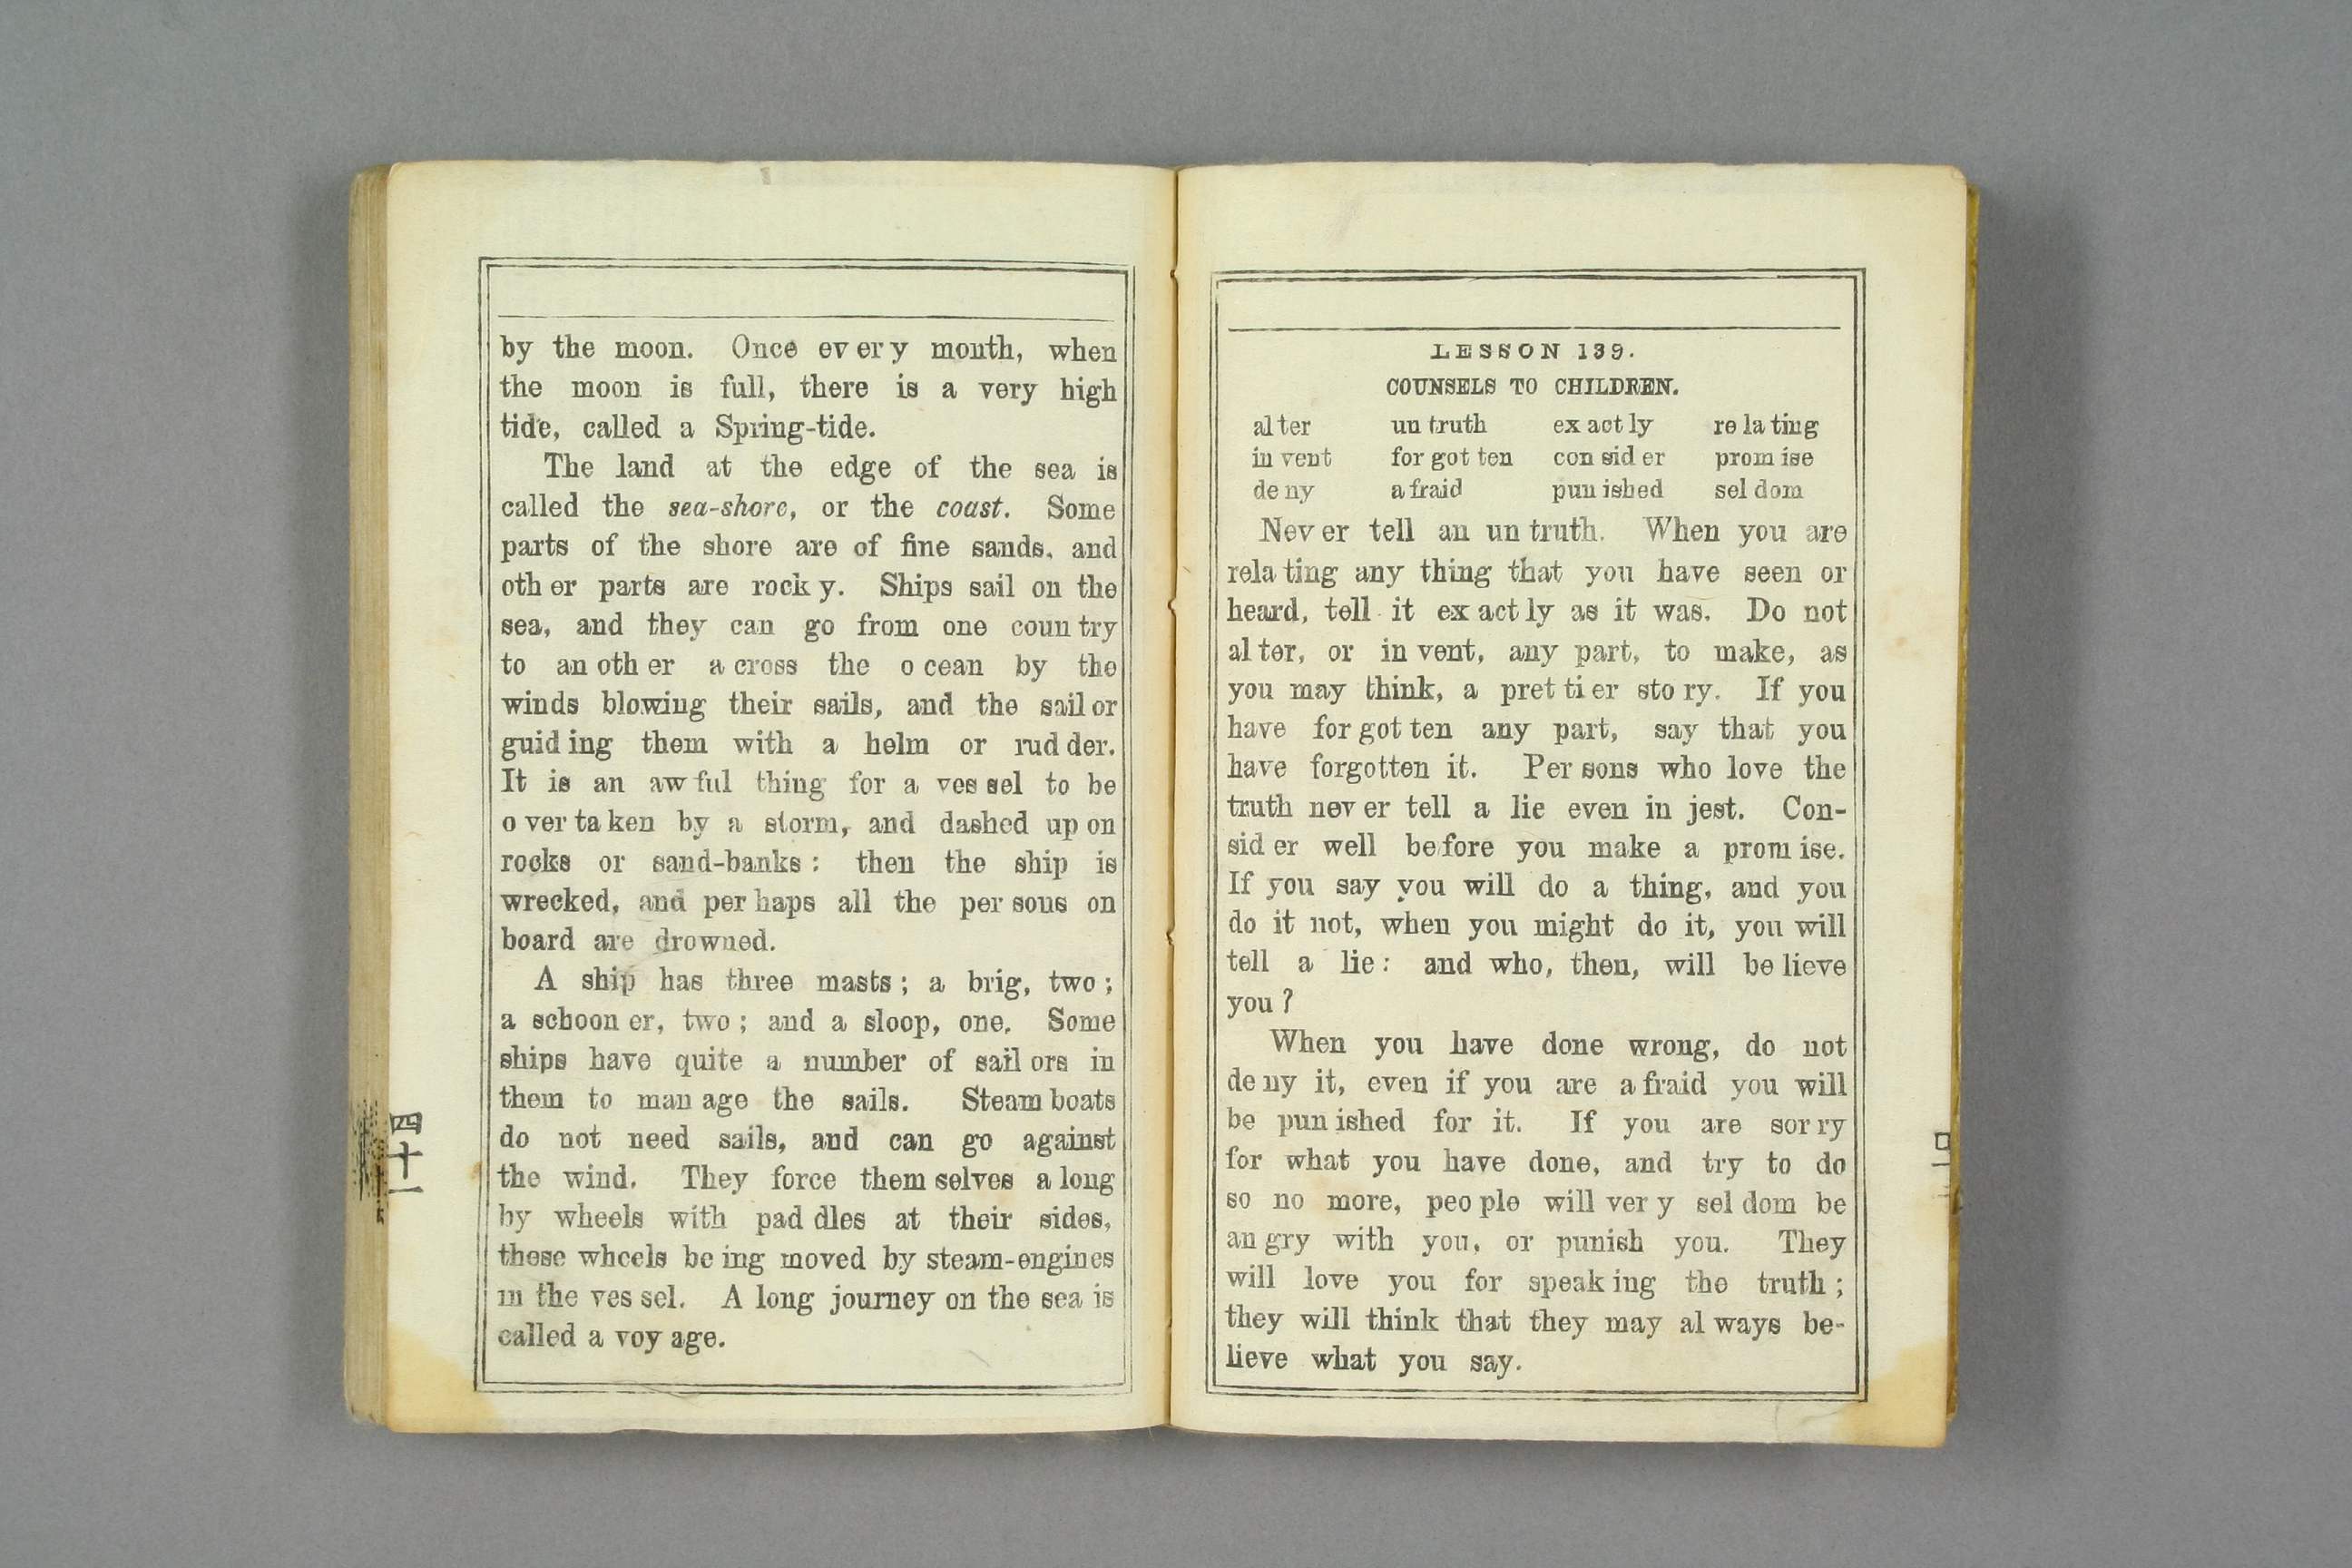 by the moon. Once ev er y month, when
the moon is full, there is a very high
tide, called a Spring-tide.
The land at the edge of the sea is
called the sea-shore, or the coast. Some
parts of the shore are of fine sands, and
oth er parts are rock y. Ships sail on the
sea, and they can go from one coun try
to an oth er a cross the o cean by the
winds blowing their sails, and the sail or
guid ing them with a helm or rud der.
It is an aw ful thing for a ves sel to be
o ver ta ken by a storm, and dashed up on
rocks or sand-banks: then the ship is
wrecked, and per haps all the per sons on
board are drowned.
A ship has three masts; a brig, two;
a schoon er, two; and a sloop, one. Some
ships have quite a number of sail ors in
them to man age the sails. Steam boats
do not need sails, and can go against
the wind. They force them selves a long
by wheels with pad dles at their sides,
these wheels be ing moved by steam-engines
in the ves sel. A long journey on the sea is
called a voy age.
四十一
LESSON 139.
COUNSELS TO CHILDREN.
al ter un truth ex act ly re la ting
in vent for got ten con sid er prom ise
de ny a fraid pun ished sel dom
Nev er tell an un truth. When you are
rela ting any thing that you have seen or
heard, tell it ex act ly as it was. Do not
al ter, or in vent, any part, to make, as
you may think, a pret ti er sto ry. If you
have for got ten any part, say that you
have forgotten it. Per sons who love the
truth nev er tell a lie even in jest. Con-
sid er well be fore you make a prom ise.
If you say you will do a thing, and you
do it not, when you might do it, you will
tell a lie: and who, then, will be lieve
you?
When you have done wrong, do not
de ny it, even if you are a fraid you will
be pun ished for it. If you are sor ry
for what you have done, and try to do
so no more, peo ple will ver y sel dom be
an gry with you, or punish you. They
will love you for speak ing the truth;
they will think that they may al ways be-
lieve what you say.